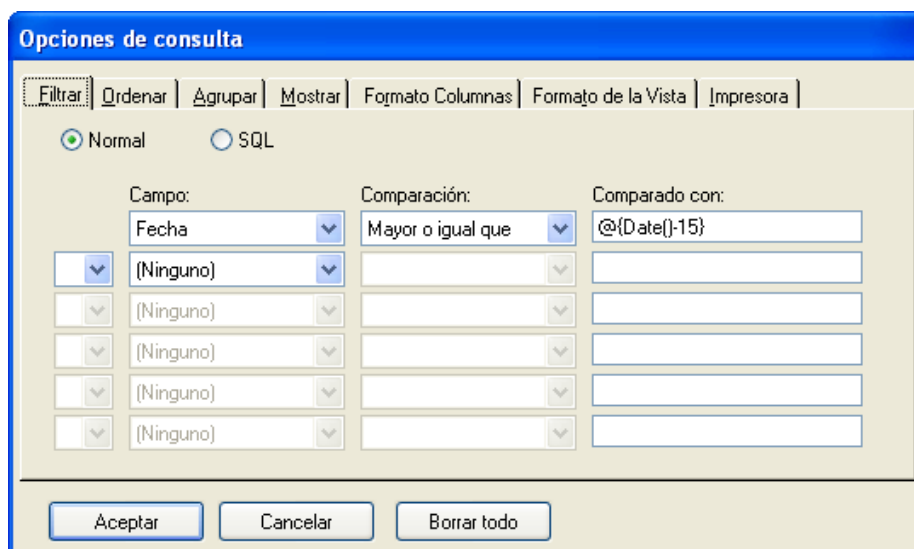 Opciones de consulta
Filtrar Ordenar Agrupar Mostrar Formato Columnas Formato de la Vista Impresora
Normal SQL
Campo: Comparación: Comparado con:
Fecha Mayor o igual que @{Date()-15}
(Ninguno)
(Ninguno)
(Ninguno)
(Ninguno)
(Ninguno)
Aceptar Cancelar Borrar todo